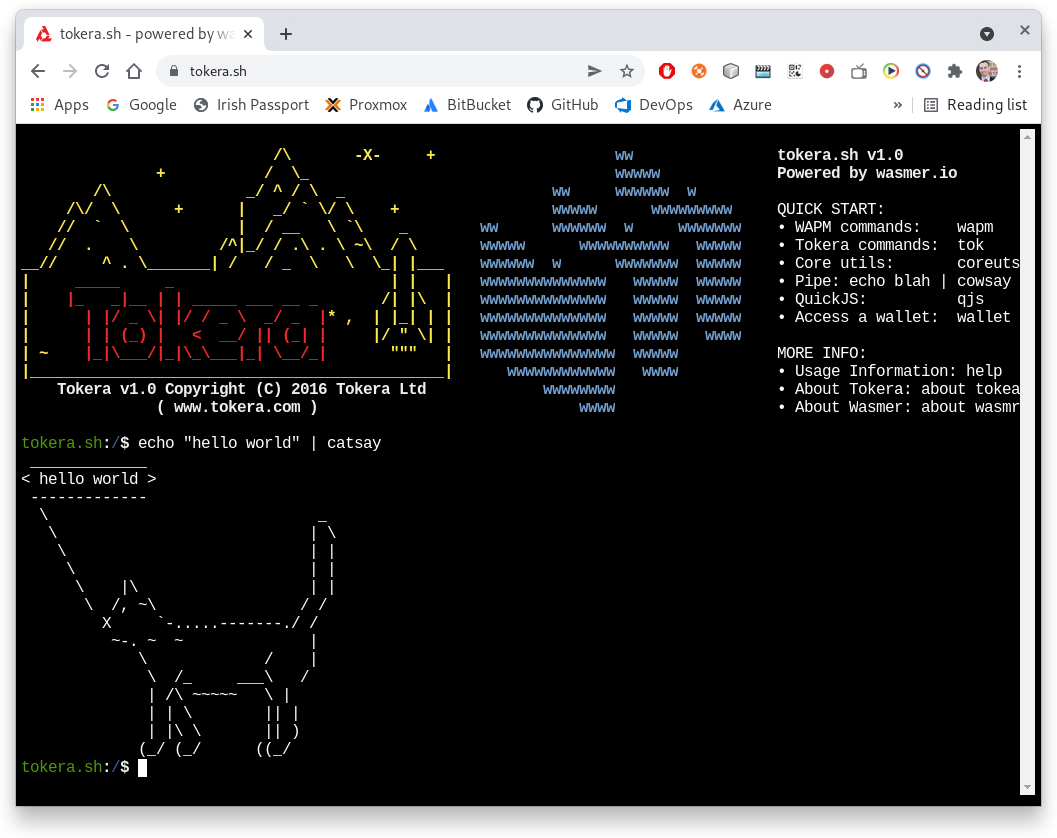 tokera.sh - powered by wa
tokera.sh
Apps Google Irish Passport Proxmox BitBucket GitHub DevOps Azure » Reading list
tokera.sh v1.0
Powered by wasmer.io
QUICK START:
• WAPM commands: wapm
• Tokera commands: tok
• Core utils: coreuts
• Pipe: echo blah | cowsay
• QuickJS: qjs
• Access a wallet: wallet
MORE INFO:
• Usage Information: help
• About Tokera: about tokea
• About Wasmer: about wasmr
Tokera
Tokera v1.0 Copyright (C) 2016 Tokera Ltd
( www.tokera.com )
tokera.sh:/$ echo "hello world" | catsay
< hello world >
tokera.sh:/$